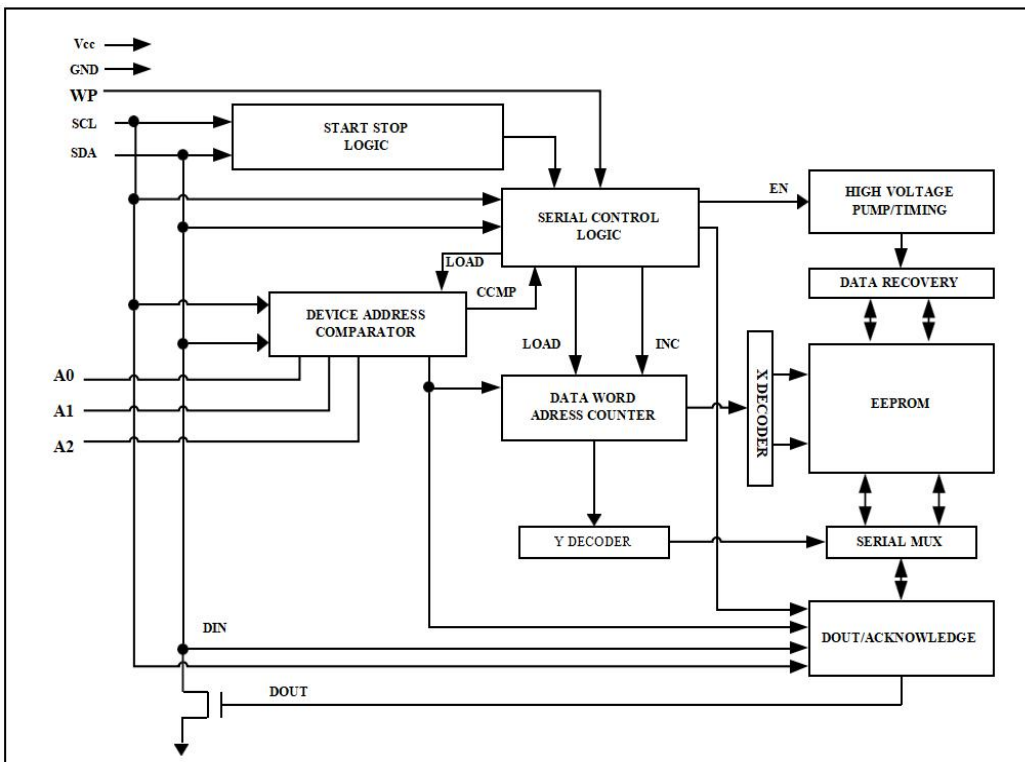 Vcc
GND
WP
SCL
SDA
START STOP
LOGIC
EN
HIGH VOLTAGE
PUMP/TIMING
SERIAL CONTROL
LOGIC
LOAD
CCMP
DATA RECOVERY
DEVICE ADDRESS
COMPARATOR
LOAD
INC
A0
A1
A2
DATA WORD
ADRESS COUNTER
X DECODER
EEPROM
Y DECODER
SERIAL MUX
DIN
DOUT/ACKNOWLEDGE
DOUT